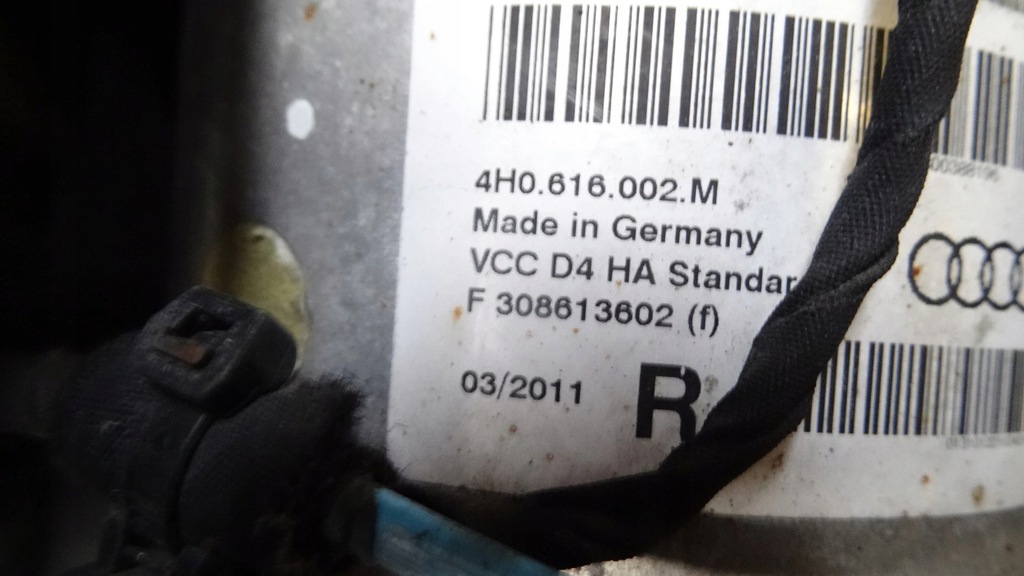 4H0.616.002.M
Made in Germany
VCC D4 HA Standar
F 308613602 (f)
03/2011
R